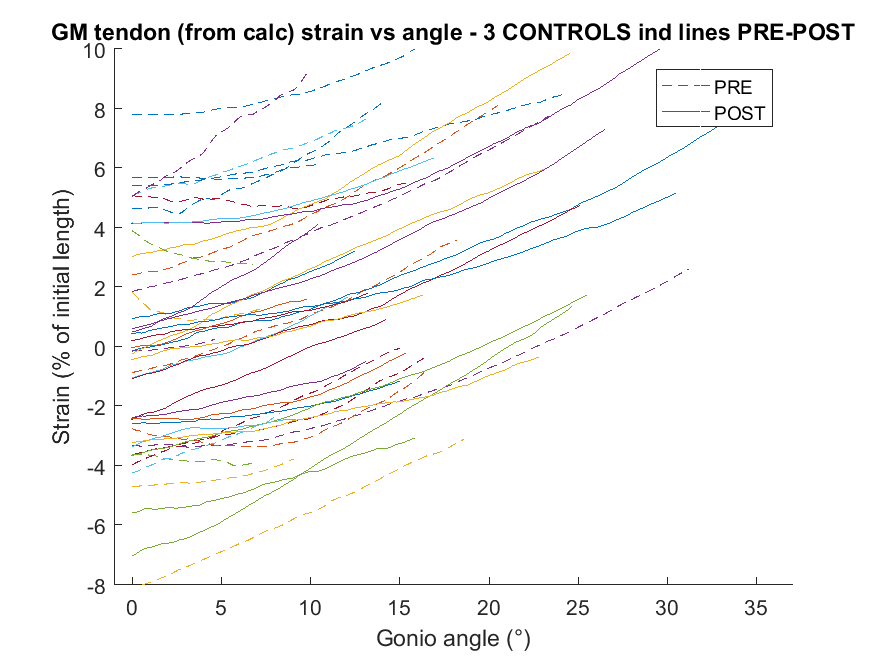 GM tendon (from calc) strain vs angle - 3 CONTROLS ind lines PRE-POST
10
8
6
4
2
0
-2
-4
-6
-8
Strain (% of initial length)
PRE
POST
0 5 10 15 20 25 30 35
Gonio angle (°)